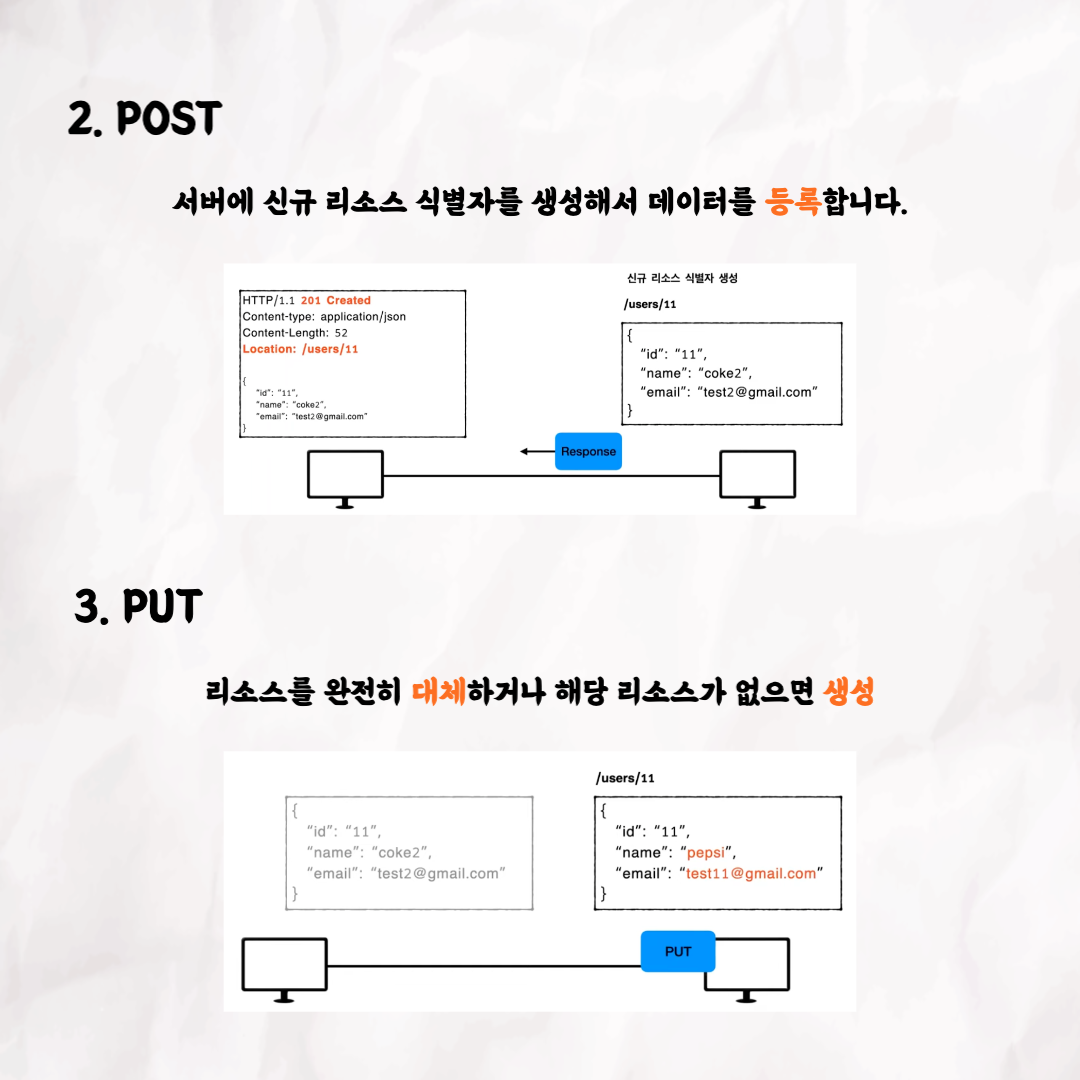 2. POST
서버에 신규 리소스 식별자를 생성해서 데이터를 등록합니다.
HTTP/1.1 201 Created
Content-type: application/json
Content-Length: 52
Location: /users/11
{
"id": "11",
"name": "coke2",
"email": "test2@gmail.com"
}
신규 리소스 식별자 생성
/users/11
{
"id": "11",
"name": "coke2",
"email": "test2@gmail.com"
}
Response
3. PUT
리소스를 완전히 대체하거나 해당 리소스가 없으면 생성
{
"id": "11",
"name": "coke2",
"email": "test2@gmail.com"
}
/users/11
{
"id": "11",
"name": "pepsi",
"email": "test11@gmail.com"
}
PUT